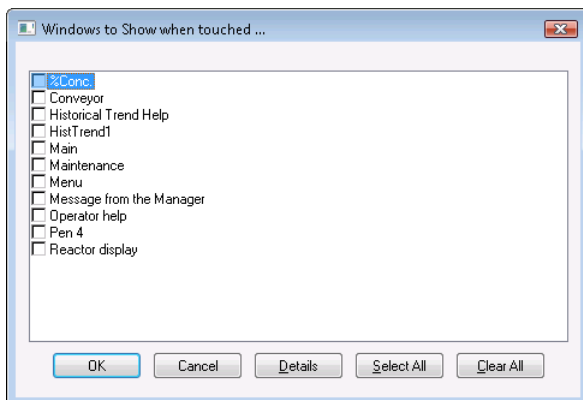 Windows to Show when touched ...
%Conc.
Conveyor
Historical Trend Help
HistTrend1
Main
Maintenance
Menu
Message from the Manager
Operator help
Pen 4
Reactor display
OK Cancel Details Select All Clear All